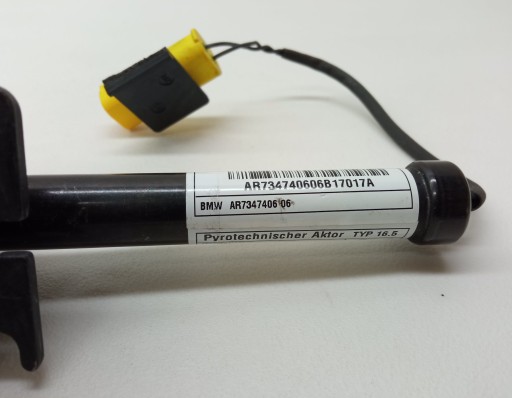 AR734740606B17017A
BMW AR7347406 06
Pyrotechnischer Aktor TYP 16.5